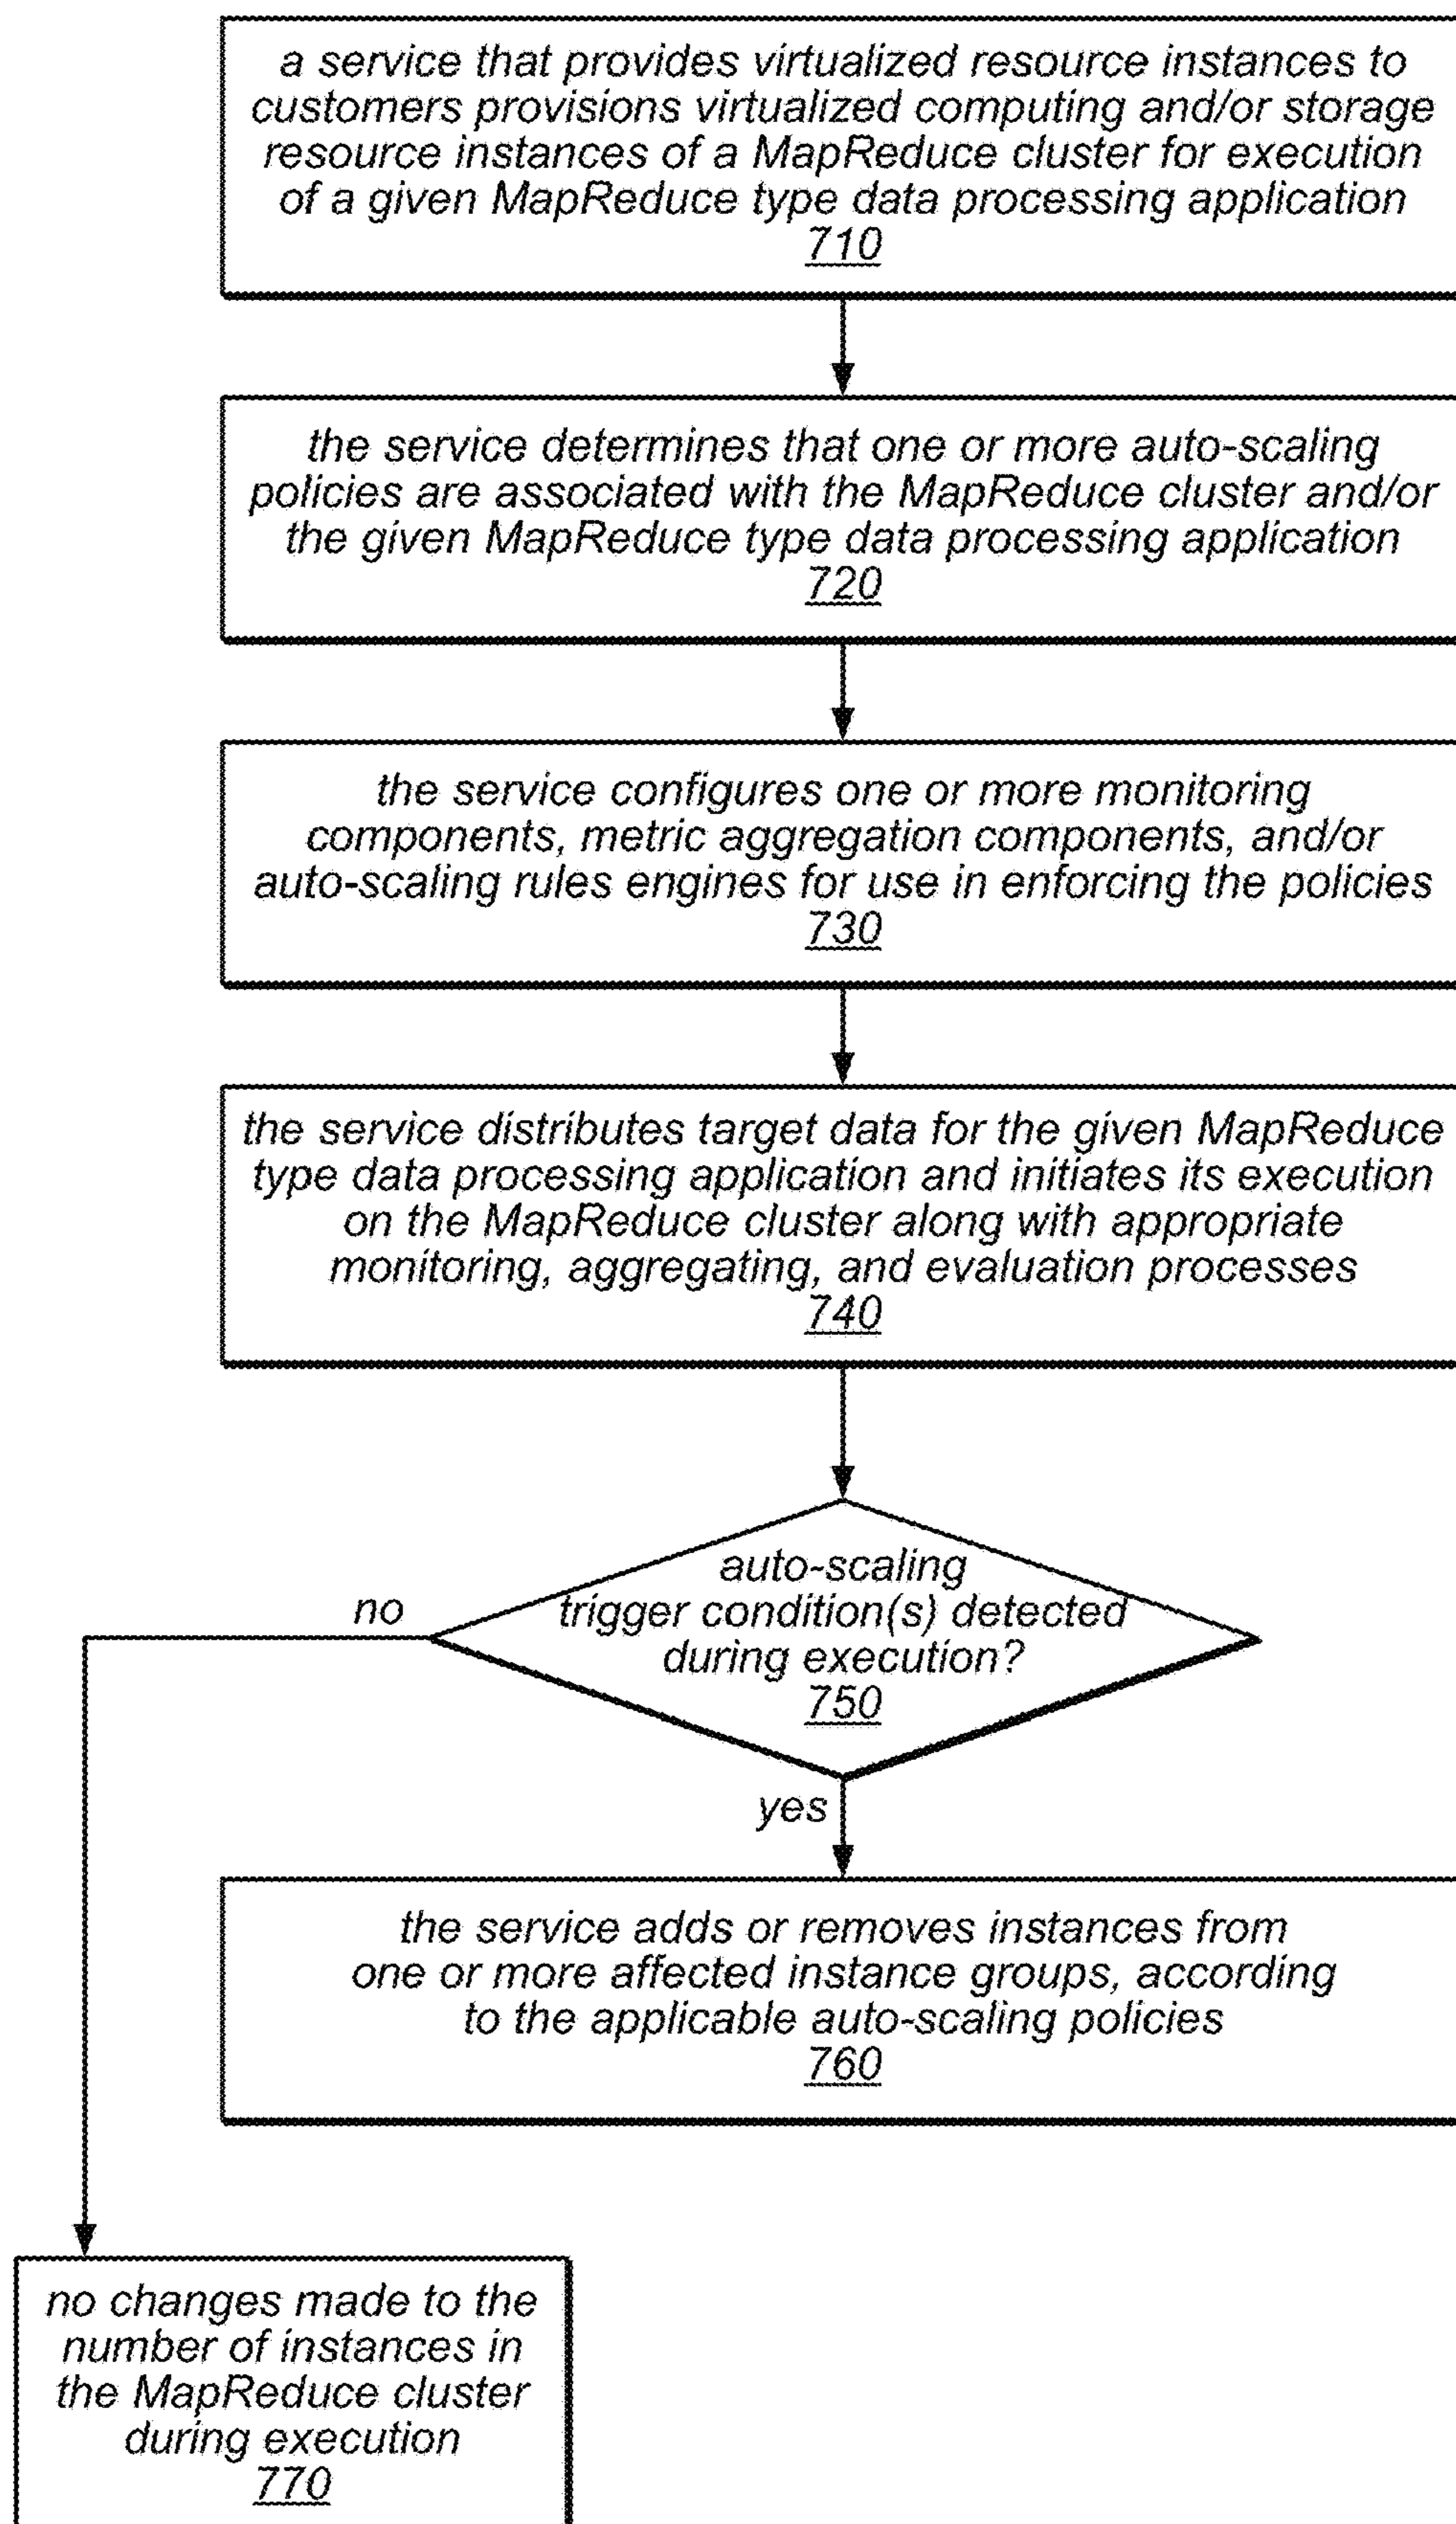 a service that provides virtualized resource instances to
customers provisions virtualized computing and/or storage
resource instances of a MapReduce cluster for execution
of a given MapReduce type data processing application
710
the service determines that one or more auto-scaling
policies are associated with the MapReduce cluster and/or
the given MapReduce type data processing application
720
the service configures one or more monitoring
components, metric aggregation components, and/or
auto-scaling rules engines for use in enforcing the policies
730
the service distributes target data for the given MapReduce
type data processing application and initiates its execution
on the MapReduce cluster along with appropriate
monitoring, aggregating, and evaluation processes
740
auto-scaling
trigger condition(s) detected
during execution?
750
no
yes
the service adds or removes instances from
one or more affected instance groups, according
to the applicable auto-scaling policies
760
no changes made to the
number of instances in
the MapReduce cluster
during execution
770